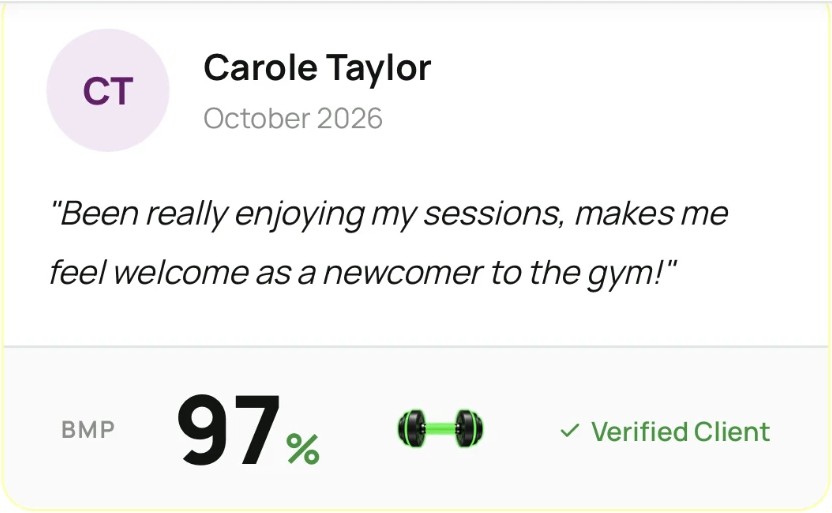 CT
Carole Taylor
October 2026
"Been really enjoying my sessions, makes me
feel welcome as a newcomer to the gym!"
BMP 97% ✓ Verified Client